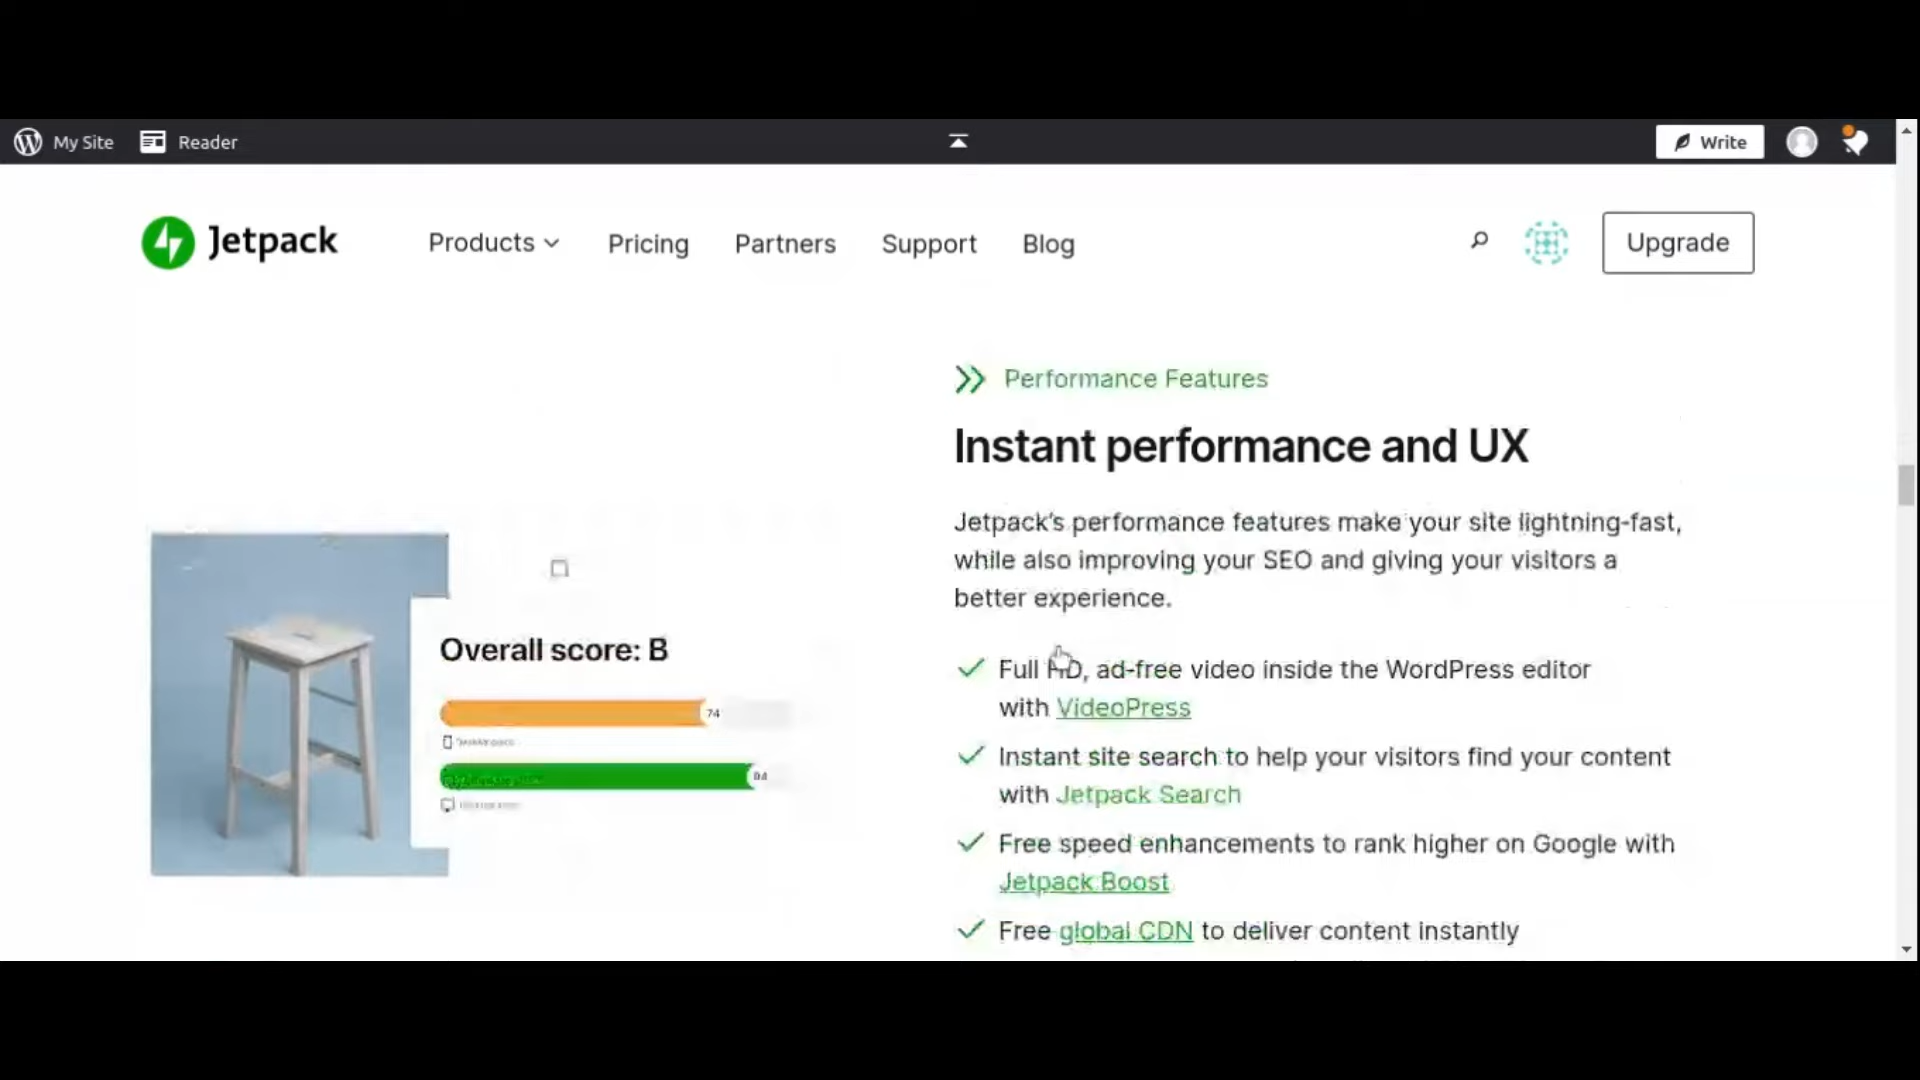 My Site
Reader
Write
Jetpack
Products
Pricing
Partners
Support
Blog
Upgrade
Performance Features
Instant performance and UX
Jetpack's performance features make your site lightning-fast,
while also improving your SEO and giving your visitors a
better experience.
Overall score: B
74
Full HD, ad-free video inside the WordPress editor
with VideoPress
Instant site search to help your visitors find your content
with Jetpack Search
Free speed enhancements to rank higher on Google with
Jetpack Boost
Free global CDN to deliver content instantly